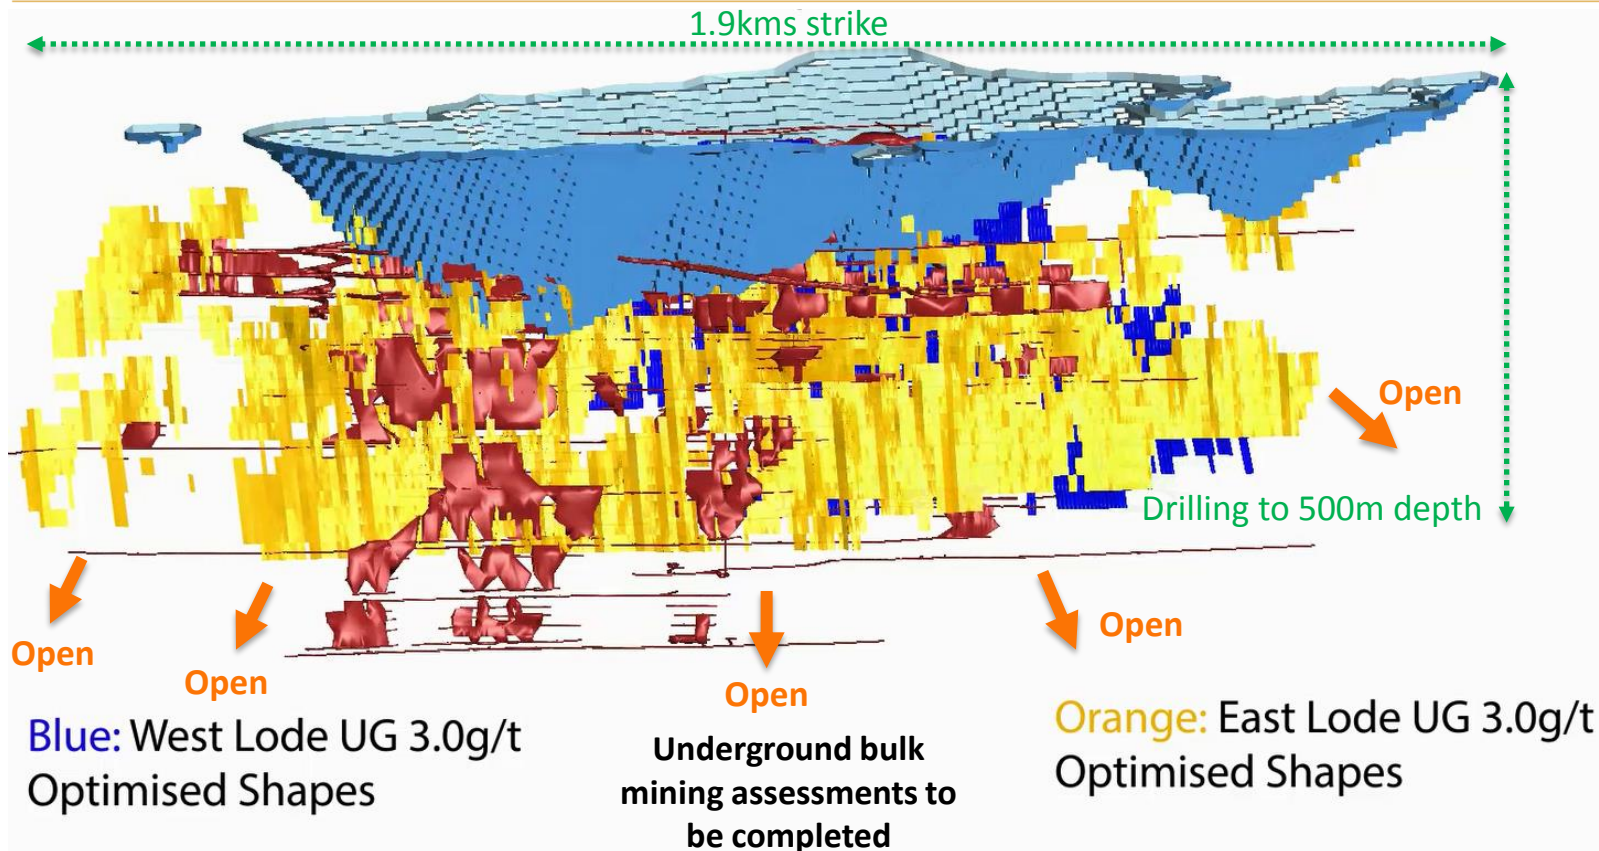 1.9kms strike
Open
Drilling to 500m depth
Open
Open
Open
Open
Blue: West Lode UG 3.0g/t
Optimised Shapes
Underground bulk
mining assessments to
be completed
Orange: East Lode UG 3.0g/t
Optimised Shapes